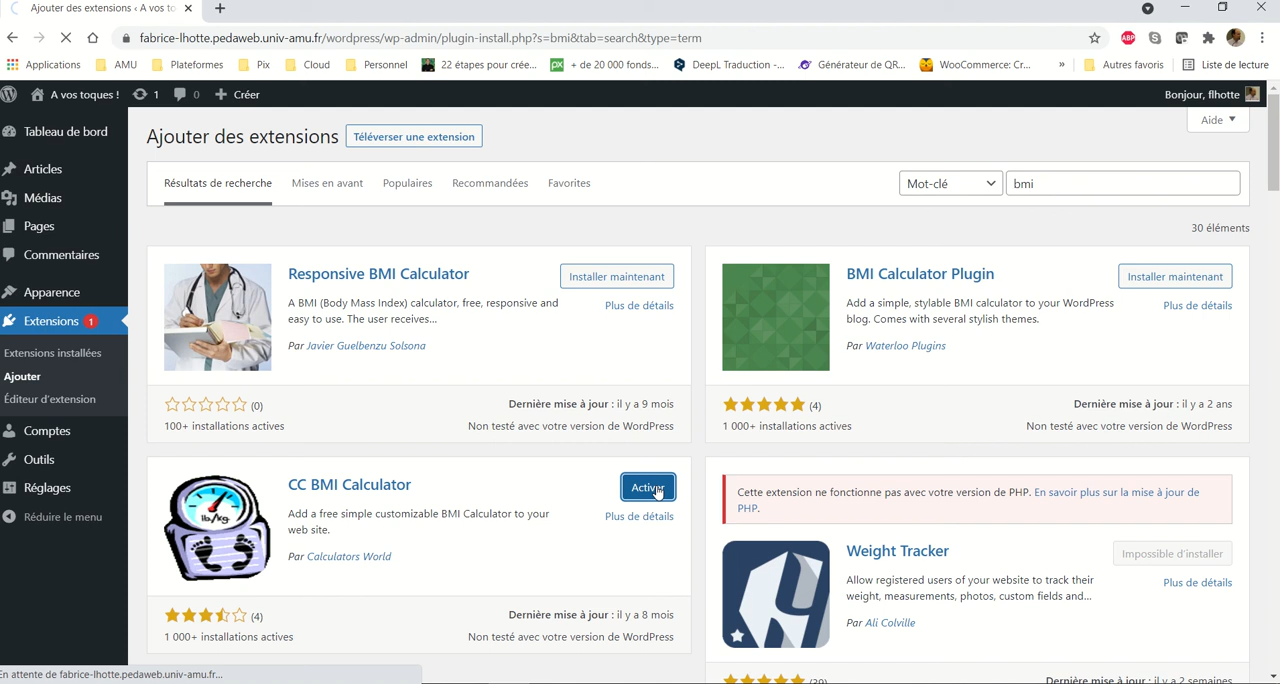 Ajouter des extensions ‹ A vos to
fabrice-lhotte.pedaweb.univ-amu.fr/wordpress/wp-admin/plugin-install.php?s=bmi&tab=search&type=term
ABP
Applications AMU Plateformes Pix Cloud Personnel 22 étapes pour crée... px + de 20 000 fonds... DeepL Traduction -... Générateur de QR... WooCommerce: Cr... » Autres favoris Liste de lecture
A vos toques ! 1 0 Créer Bonjour, flhotte
Aide
Tableau de bord
Articles
Médias
Pages
Commentaires
Apparence
Extensions 1
Extensions installées
Ajouter
Éditeur d'extension
Comptes
Outils
Réglages
Réduire le menu
Ajouter des extensions Téléverser une extension
Résultats de recherche Mises en avant Populaires Recommandées Favorites Mot-clé bmi
30 éléments
Responsive BMI Calculator Installer maintenant
Plus de détails
A BMI (Body Mass Index) calculator, free, responsive and
easy to use. The user receives...
Par Javier Guelbenzu Solsona
(0) Dernière mise à jour : il y a 9 mois
100+ installations actives Non testé avec votre version de WordPress
BMI Calculator Plugin Installer maintenant
Plus de détails
Add a simple, stylable BMI calculator to your WordPress
blog. Comes with several stylish themes.
Par Waterloo Plugins
(4) Dernière mise à jour : il y a 2 ans
1 000+ installations actives Non testé avec votre version de WordPress
lb/kg
CC BMI Calculator Activer
Plus de détails
Add a free simple customizable BMI Calculator to your
web site.
Par Calculators World
(4) Dernière mise à jour : il y a 8 mois
1 000+ installations actives Non testé avec votre version de WordPress
Cette extension ne fonctionne pas avec votre version de PHP. En savoir plus sur la mise à jour de
PHP.
Weight Tracker Impossible d'installer
Plus de détails
Allow registered users of your website to track their
weight, measurements, photos, custom fields and...
Par Ali Colville
(39) Dernière mise à jour : il y a 2 semaines
En attente de fabrice-lhotte.pedaweb.univ-amu.fr...